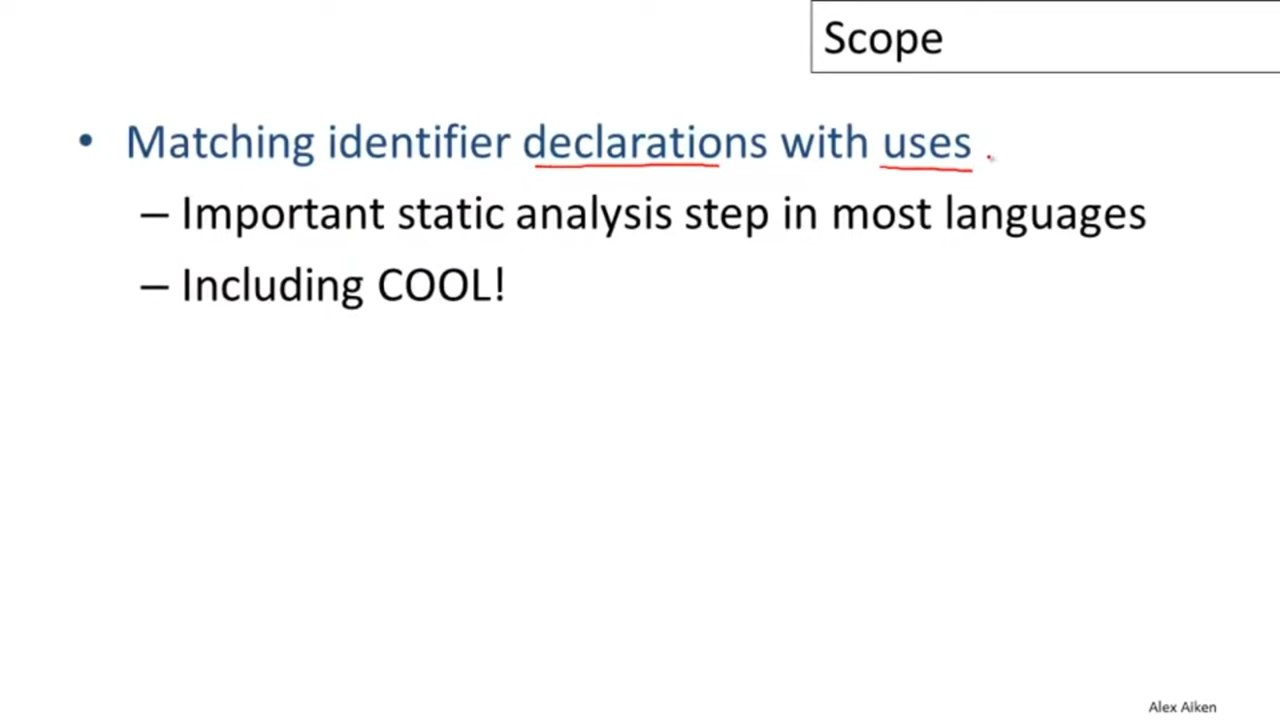 Scope
• Matching identifier declarations with uses
– Important static analysis step in most languages
– Including COOL!
Alex Aiken